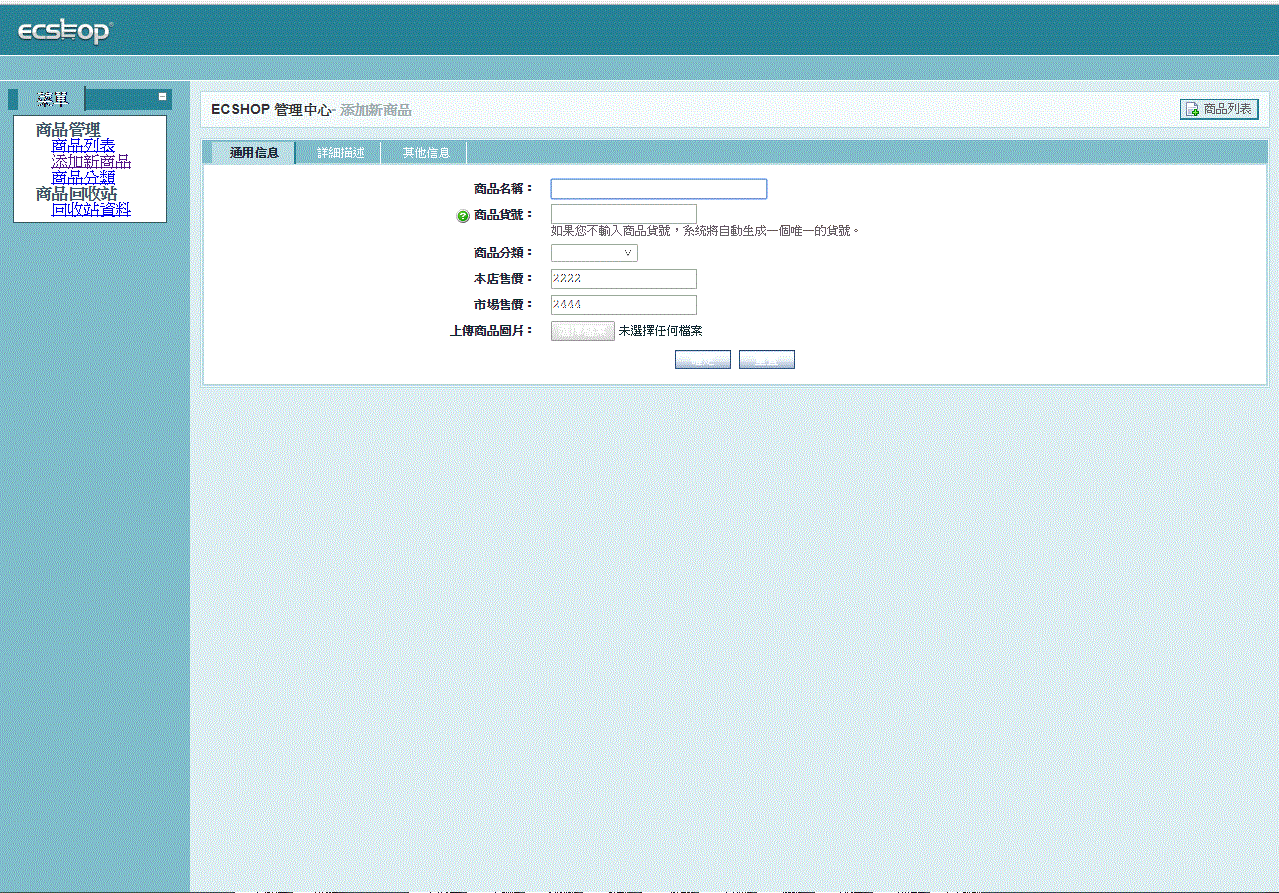 ecshop
菜單
商品管理
商品列表
添加新商品
商品分類
商品回收站
回收站資料
ECSHOP 管理中心- 添加新商品
商品列表
通用信息 詳細描述 其他信息
商品名稱：
商品貨號：
如果您不輸入商品貨號，系統將自動生成一個唯一的貨號。
商品分類：
本店售價： 2222
市場售價： 2444
上傳商品圖片： 未選擇任何檔案